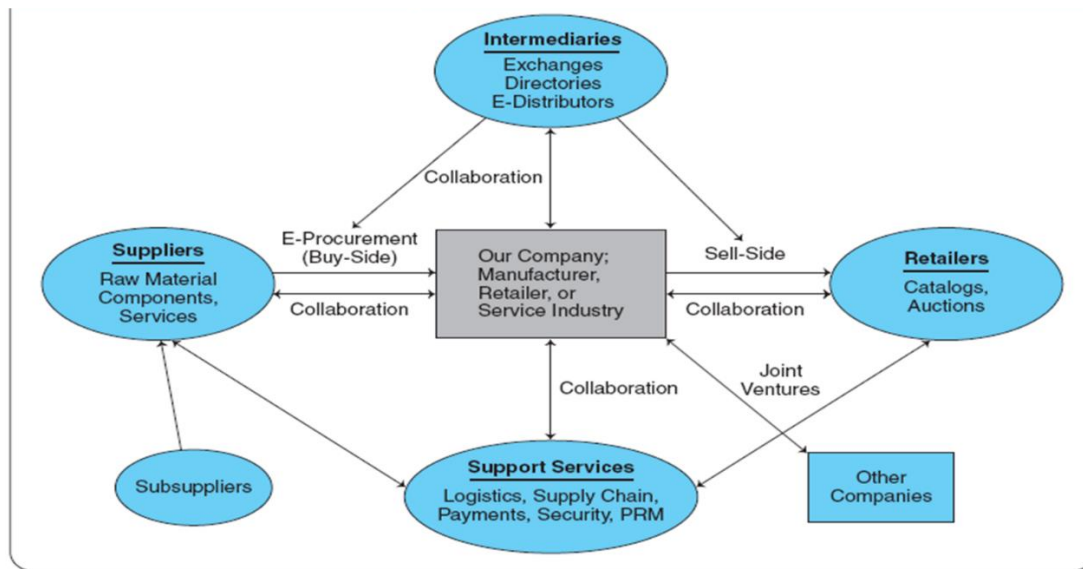 Intermediaries
Exchanges
Directories
E-Distributors
Collaboration
E-Procurement
(Buy-Side)
Sell-Side
Suppliers
Raw Material
Components,
Services
Our Company;
Manufacturer,
Retailer, or
Service Industry
Retailers
Catalogs,
Auctions
Collaboration
Collaboration
Collaboration
Joint
Ventures
Subsuppliers
Support Services
Logistics, Supply Chain,
Payments, Security, PRM
Other
Companies